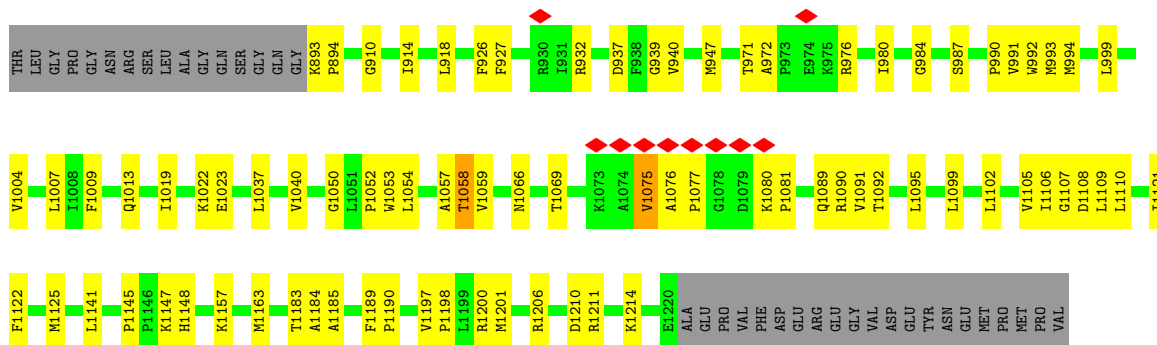 THR LEU GLY PRO GLY ASN ARG SER LEU ALA GLY GLN SER GLY GLN GLY K893 P894 G910 I914 L918 F926 F927 R930 I931 R932 D937 F938 G939 V940 M947 T971 A972 P973 E974 K975 R976 I980 G984 S987 P990 V991 W992 M993 M994 L999
V1004 L1007 I1008 F1009 Q1013 I1019 K1022 E1023 L1037 V1040 G1050 L1051 P1052 W1053 L1054 A1057 T1058 V1059 N1066 T1069 K1073 A1074 V1075 A1076 P1077 G1078 D1079 K1080 P1081 Q1089 R1090 V1091 T1092 L1095 L1099 L1102 V1105 I1106 G1107 D1108 L1109 L1110
F1122 M1125 L1141 P1145 P1146 K1147 H1148 K1157 M1163 T1183 A1184 A1185 F1189 P1190 V1197 P1198 L1199 R1200 M1201 R1206 D1210 R1211 K1214 E1220 ALA GLU PRO VAL PHE ASP GLU ARG GLU GLY VAL ASP GLU TYR ASN GLU MET PRO MET PRO VAL